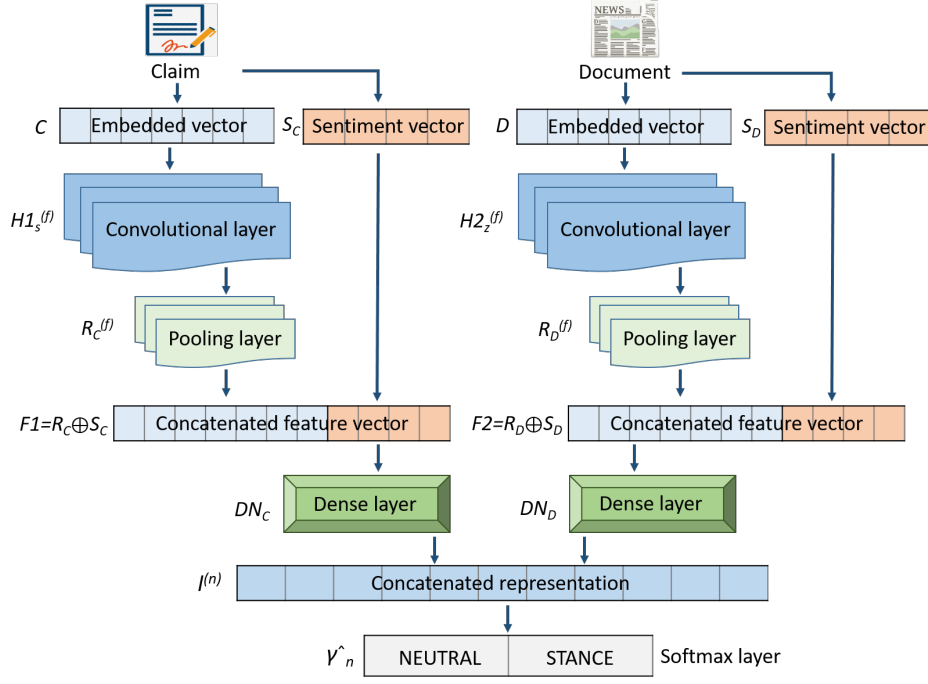 NEWS
Claim
Document
C Embedded vector S_C Sentiment vector D Embedded vector S_D Sentiment vector
H1_s^(f) Convolutional layer H2_z^(f) Convolutional layer
R_C^(f) Pooling layer R_D^(f) Pooling layer
F1=R_C⊕S_C Concatenated feature vector F2=R_D⊕S_D Concatenated feature vector
DN_C Dense layer DN_D Dense layer
I^(n) Concatenated representation
γ^_n NEUTRAL STANCE Softmax layer